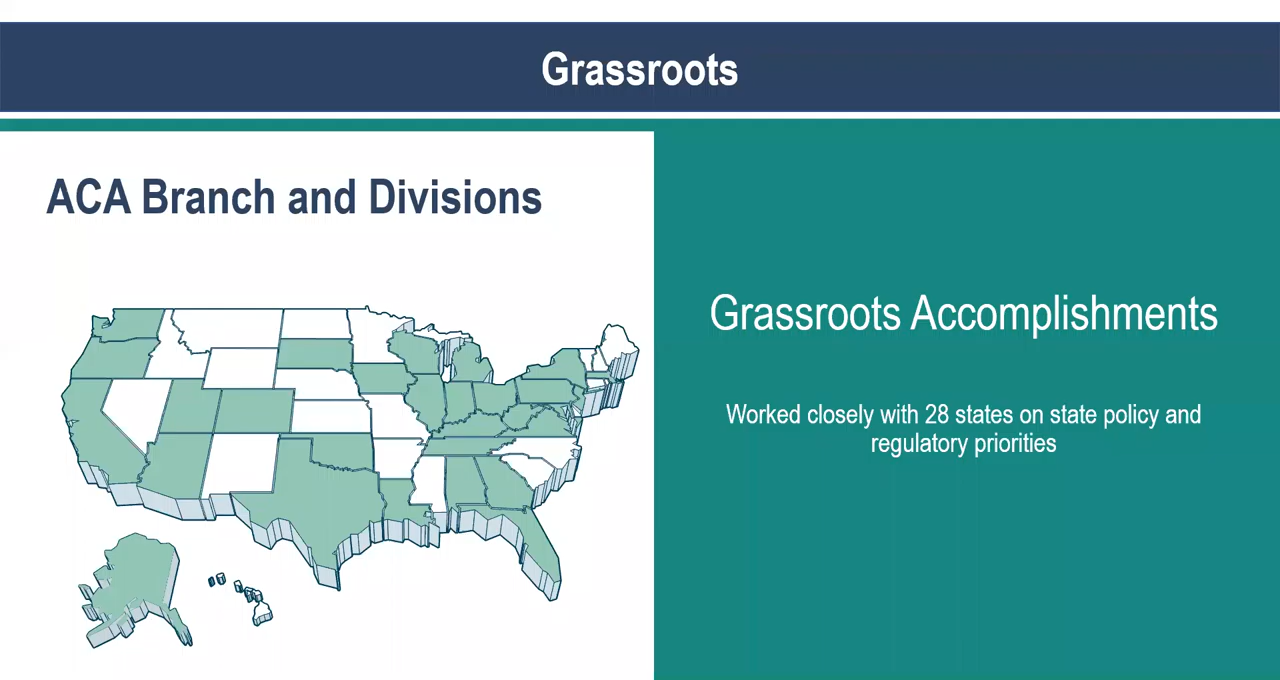 Grassroots
ACA Branch and Divisions
Grassroots Accomplishments
Worked closely with 28 states on state policy and
regulatory priorities